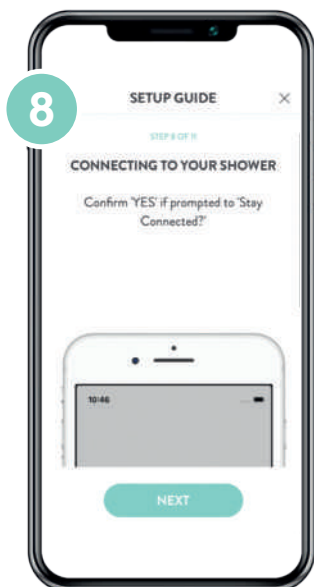 8
SETUP GUIDE
STEP 8 OF 11
CONNECTING TO YOUR SHOWER
Confirm 'YES' if prompted to 'Stay
Connected?'
10:46
NEXT